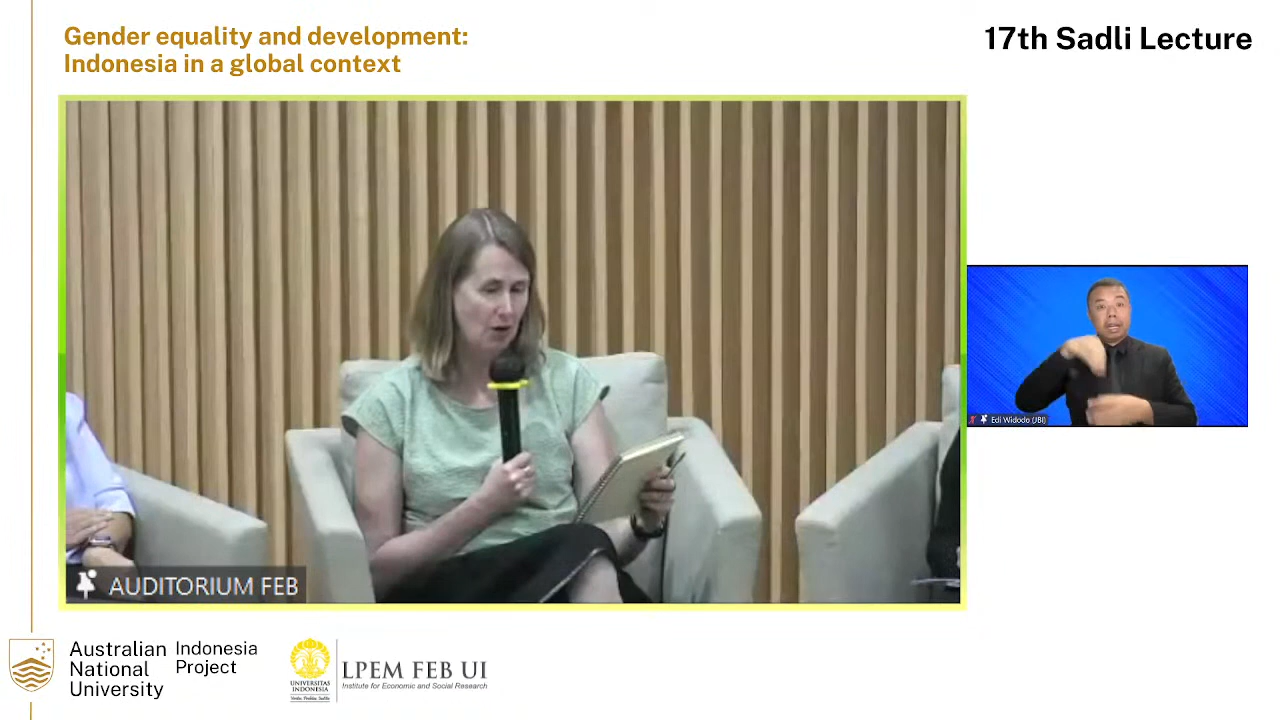 Gender equality and development:
Indonesia in a global context
17th Sadli Lecture
AUDITORIUM FEB
Edi Widodo (JBI)
Australian
National
University
Indonesia
Project
UNIVERSITAS
INDONESIA
LPEM FEB UI
Institute for Economic and Social Research